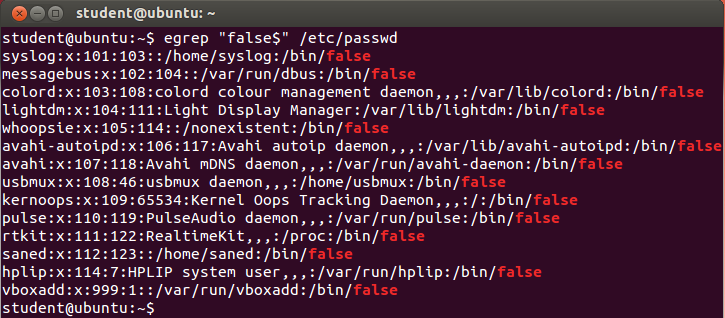 student@ubuntu: ~
student@ubuntu:~$ egrep "false$" /etc/passwd
syslog:x:101:103::/home/syslog:/bin/false
messagebus:x:102:104::/var/run/dbus:/bin/false
colord:x:103:108:colord colour management daemon,,,:/var/lib/colord:/bin/false
lightdm:x:104:111:Light Display Manager:/var/lib/lightdm:/bin/false
whoopsie:x:105:114::/nonexistent:/bin/false
avahi-autoipd:x:106:117:Avahi autoip daemon,,,:/var/lib/avahi-autoipd:/bin/false
avahi:x:107:118:Avahi mDNS daemon,,,:/var/run/avahi-daemon:/bin/false
usbmux:x:108:46:usbmux daemon,,,:/home/usbmux:/bin/false
kernoops:x:109:65534:Kernel Oops Tracking Daemon,,,:/:/bin/false
pulse:x:110:119:PulseAudio daemon,,,:/var/run/pulse:/bin/false
rtkit:x:111:122:RealtimeKit,,,:/proc:/bin/false
saned:x:112:123::/home/saned:/bin/false
hplip:x:114:7:HPLIP system user,,,:/var/run/hplip:/bin/false
vboxadd:x:999:1::/var/run/vboxadd:/bin/false
student@ubuntu:~$